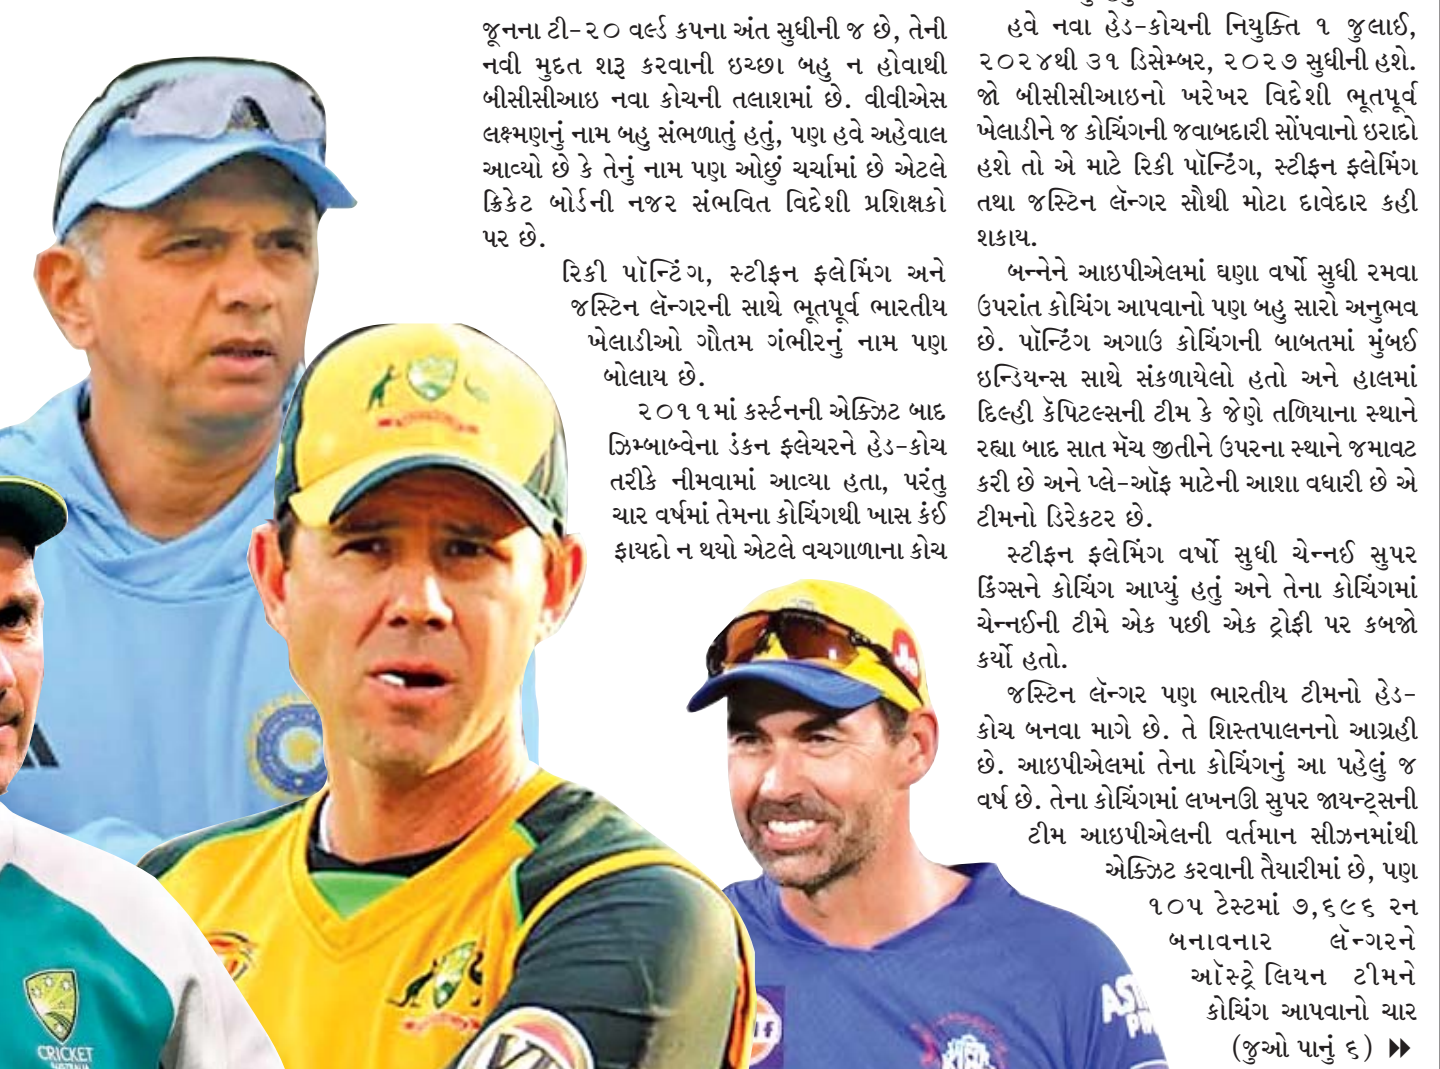 જૂનના ટી-૨૦ વર્લ્ડ કપના અંત સુધીની જ છે, તેની
નવી મુદત શરૂ કરવાની ઇચ્છા બહુ ન હોવાથી
બીસીસીઆઇ નવા કોચની તલાશમાં છે. વીવીએસ
લક્ષ્મણનું નામ બહુ સંભળાતું હતું, પણ હવે અહેવાલ
આવ્યો છે કે તેનું નામ પણ ઓછું ચર્ચામાં છે એટલે
ક્રિકેટ બોર્ડની નજર સંભવિત વિદેશી પ્રશિક્ષકો
પર છે.
રિકી પૉન્ટિંગ, સ્ટીફન ફ્લેમિંગ અને
જસ્ટિન લૅન્ગરની સાથે ભૂતપૂર્વ ભારતીય
ખેલાડીઓ ગૌતમ ગંભીરનું નામ પણ
બોલાય છે.
૨૦૧૧માં કર્સ્ટનની એક્ઝિટ બાદ
ઝિમ્બાબ્વેના ડંકન ફ્લેચરને હેડ-કોચ
તરીકે નીમવામાં આવ્યા હતા, પરંતુ
ચાર વર્ષમાં તેમના કોચિંગથી ખાસ કંઈ
ફાયદો ન થયો એટલે વચગાળાના કોચ
હવે નવા હેડ-કોચની નિયુક્તિ ૧ જુલાઈ,
૨૦૨૪થી ૩૧ ડિસેમ્બર, ૨૦૨૭ સુધીની હશે.
જો બીસીસીઆઇનો ખરેખર વિદેશી ભૂતપૂર્વ
ખેલાડીને જ કોચિંગની જવાબદારી સોંપવાનો ઇરાદો
હશે તો એ માટે રિકી પૉન્ટિંગ, સ્ટીફન ફ્લેમિંગ
તથા જસ્ટિન લૅન્ગર સૌથી મોટા દાવેદાર કહી
શકાય.
બન્નેને આઇપીએલમાં ઘણા વર્ષો સુધી રમવા
ઉપરાંત કોચિંગ આપવાનો પણ બહુ સારો અનુભવ
છે. પૉન્ટિંગ અગાઉ કોચિંગની બાબતમાં મુંબઈ
ઇન્ડિયન્સ સાથે સંકળાયેલો હતો અને હાલમાં
દિલ્હી કૅપિટલ્સની ટીમ કે જેણે તળિયાના સ્થાને
રહ્યા બાદ સાત મૅચ જીતીને ઉપરના સ્થાને જમાવટ
કરી છે અને પ્લે-ઑફ માટેની આશા વધારી છે એ
ટીમનો ડિરેક્ટર છે.
સ્ટીફન ફ્લેમિંગ વર્ષો સુધી ચેન્નઈ સુપર
કિંગ્સને કોચિંગ આપ્યું હતું અને તેના કોચિંગમાં
ચેન્નઈની ટીમે એક પછી એક ટ્રોફી પર કબજો
કર્યો હતો.
જસ્ટિન લૅન્ગર પણ ભારતીય ટીમનો હેડ-
કોચ બનવા માગે છે. તે શિસ્તપાલનનો આગ્રહી
છે. આઇપીએલમાં તેના કોચિંગનું આ પહેલું જ
વર્ષ છે. તેના કોચિંગમાં લખનઊ સુપર જાયન્ટ્સની
ટીમ આઇપીએલની વર્તમાન સીઝનમાંથી
એક્ઝિટ કરવાની તૈયારીમાં છે, પણ
૧૦૫ ટેસ્ટમાં ૭,૬૯૬ રન
બનાવનાર લૅન્ગરને
ઑસ્ટ્રેલિયન ટીમને
કોચિંગ આપવાનો ચાર
(જુઓ પાનું ૬)
CRICKET
AUSTRALIA